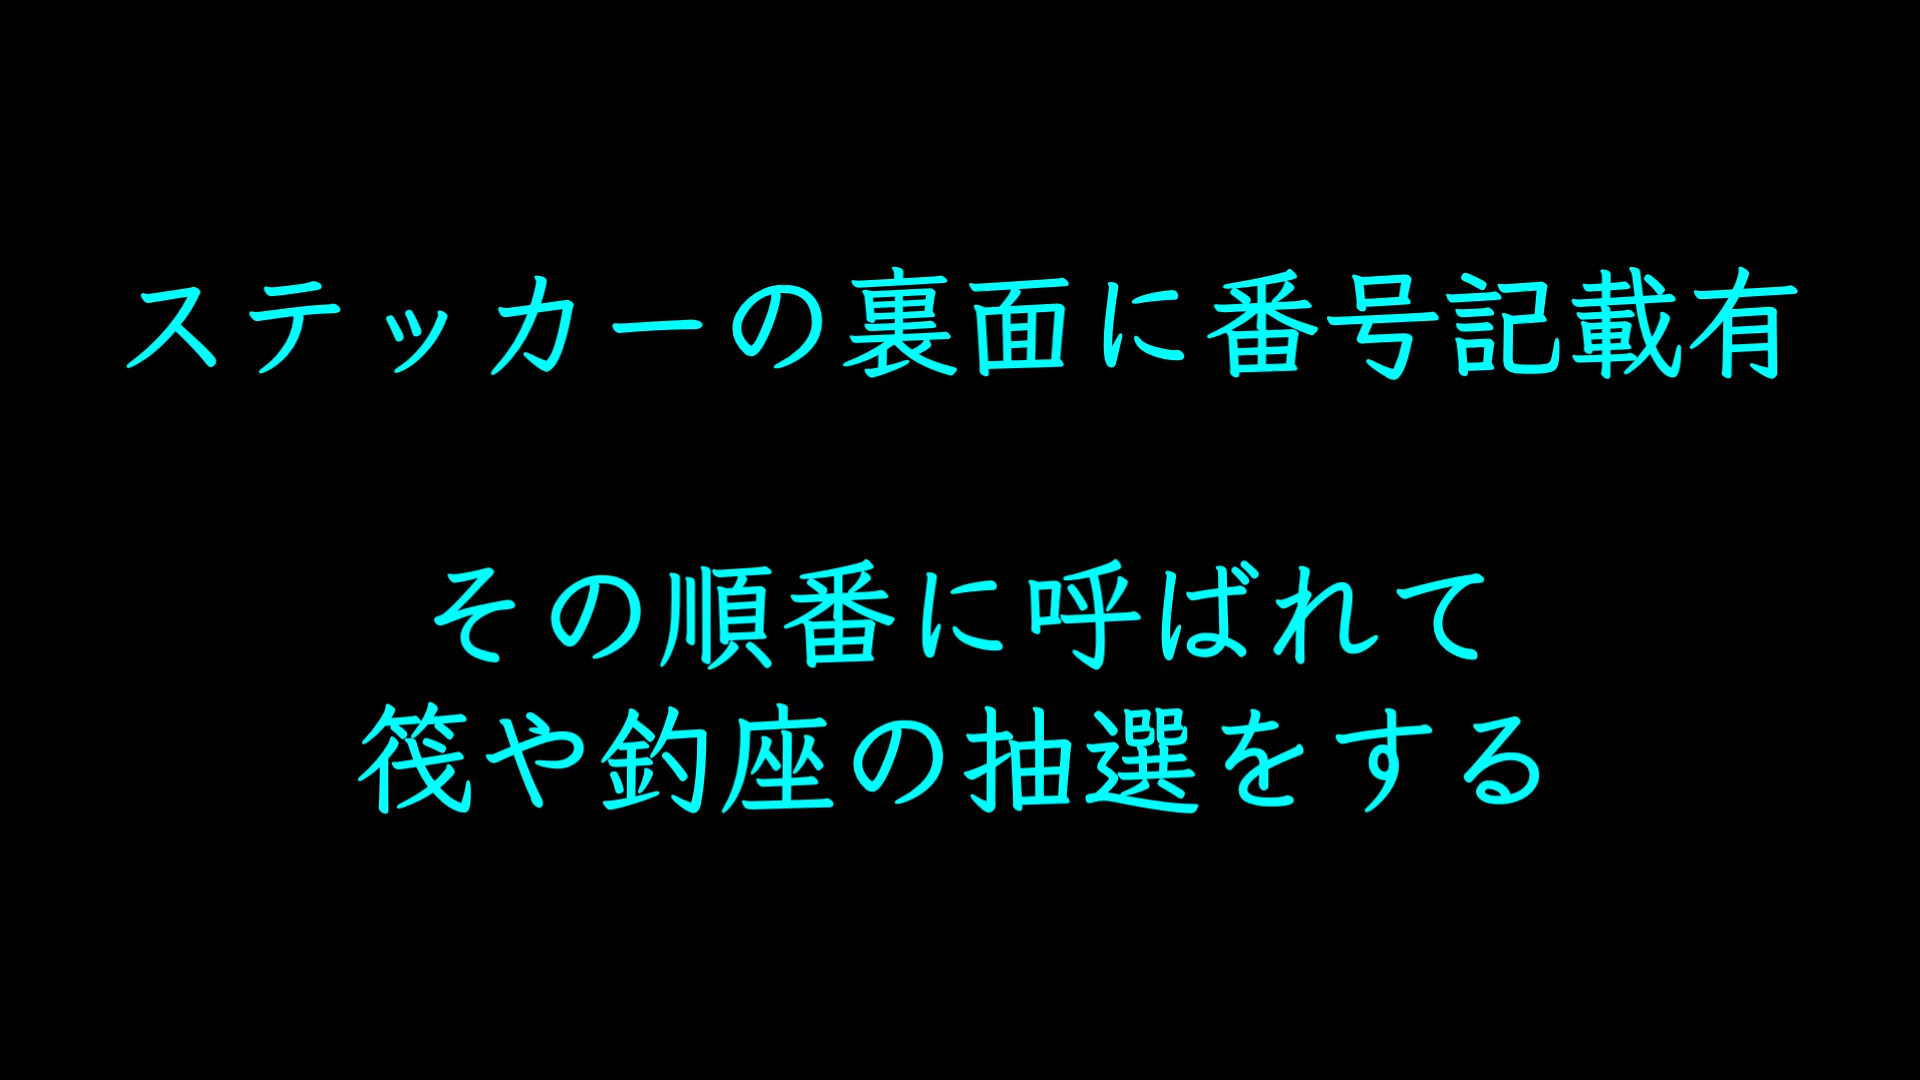 ステッカーの裏面に番号記載有
その順番に呼ばれて
筏や釣座の抽選をする